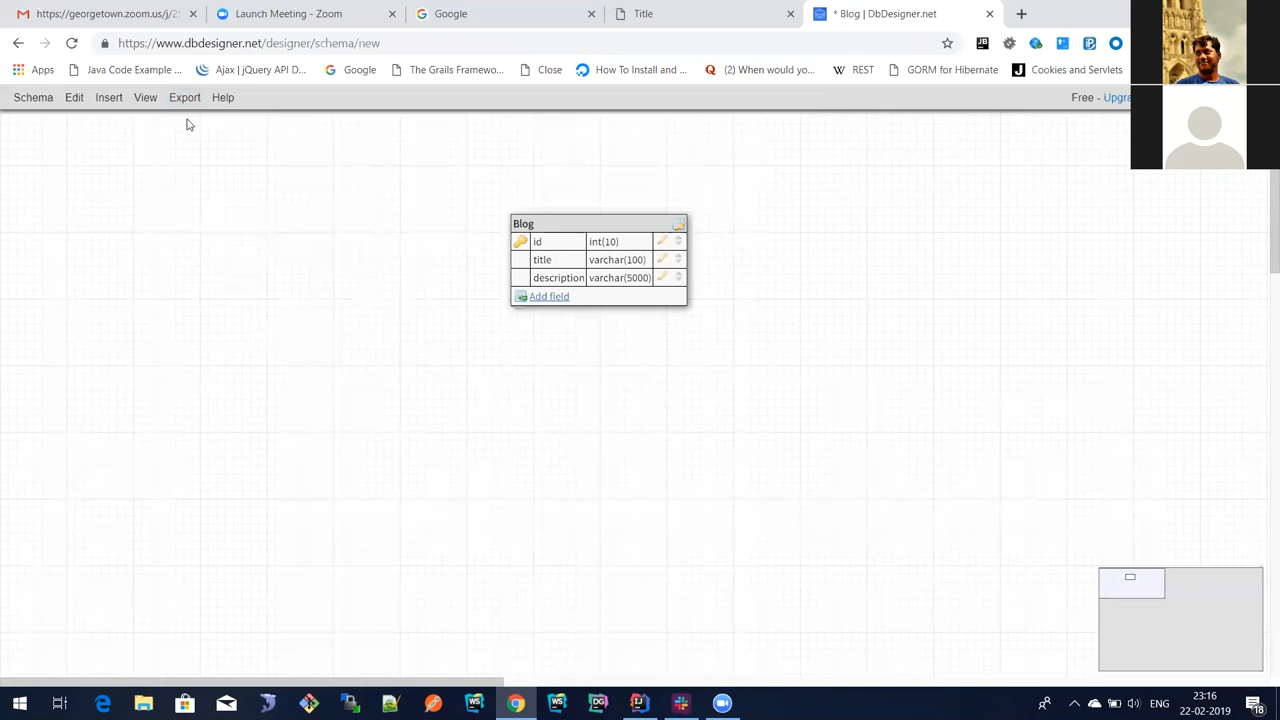 https://georgetown.zoom.us/j/25
Launch Meeting - Zoom
Google
Title
* Blog | DbDesigner.net
https://www.dbdesigner.net/designer/schema/new
Apps
Java Code Example ...
Ajax | jQuery API D...
Google
The Grails Framewo...
Close
How To Install and ...
(2) When would you...
REST
GORM for Hibernate
Cookies and Servlets
Schema
Edit
Insert
View
Export
Help
Free - Upgra
Blog
id int(10)
title varchar(100)
description varchar(5000)
Add field
ENG
23:16
22-02-2019
18